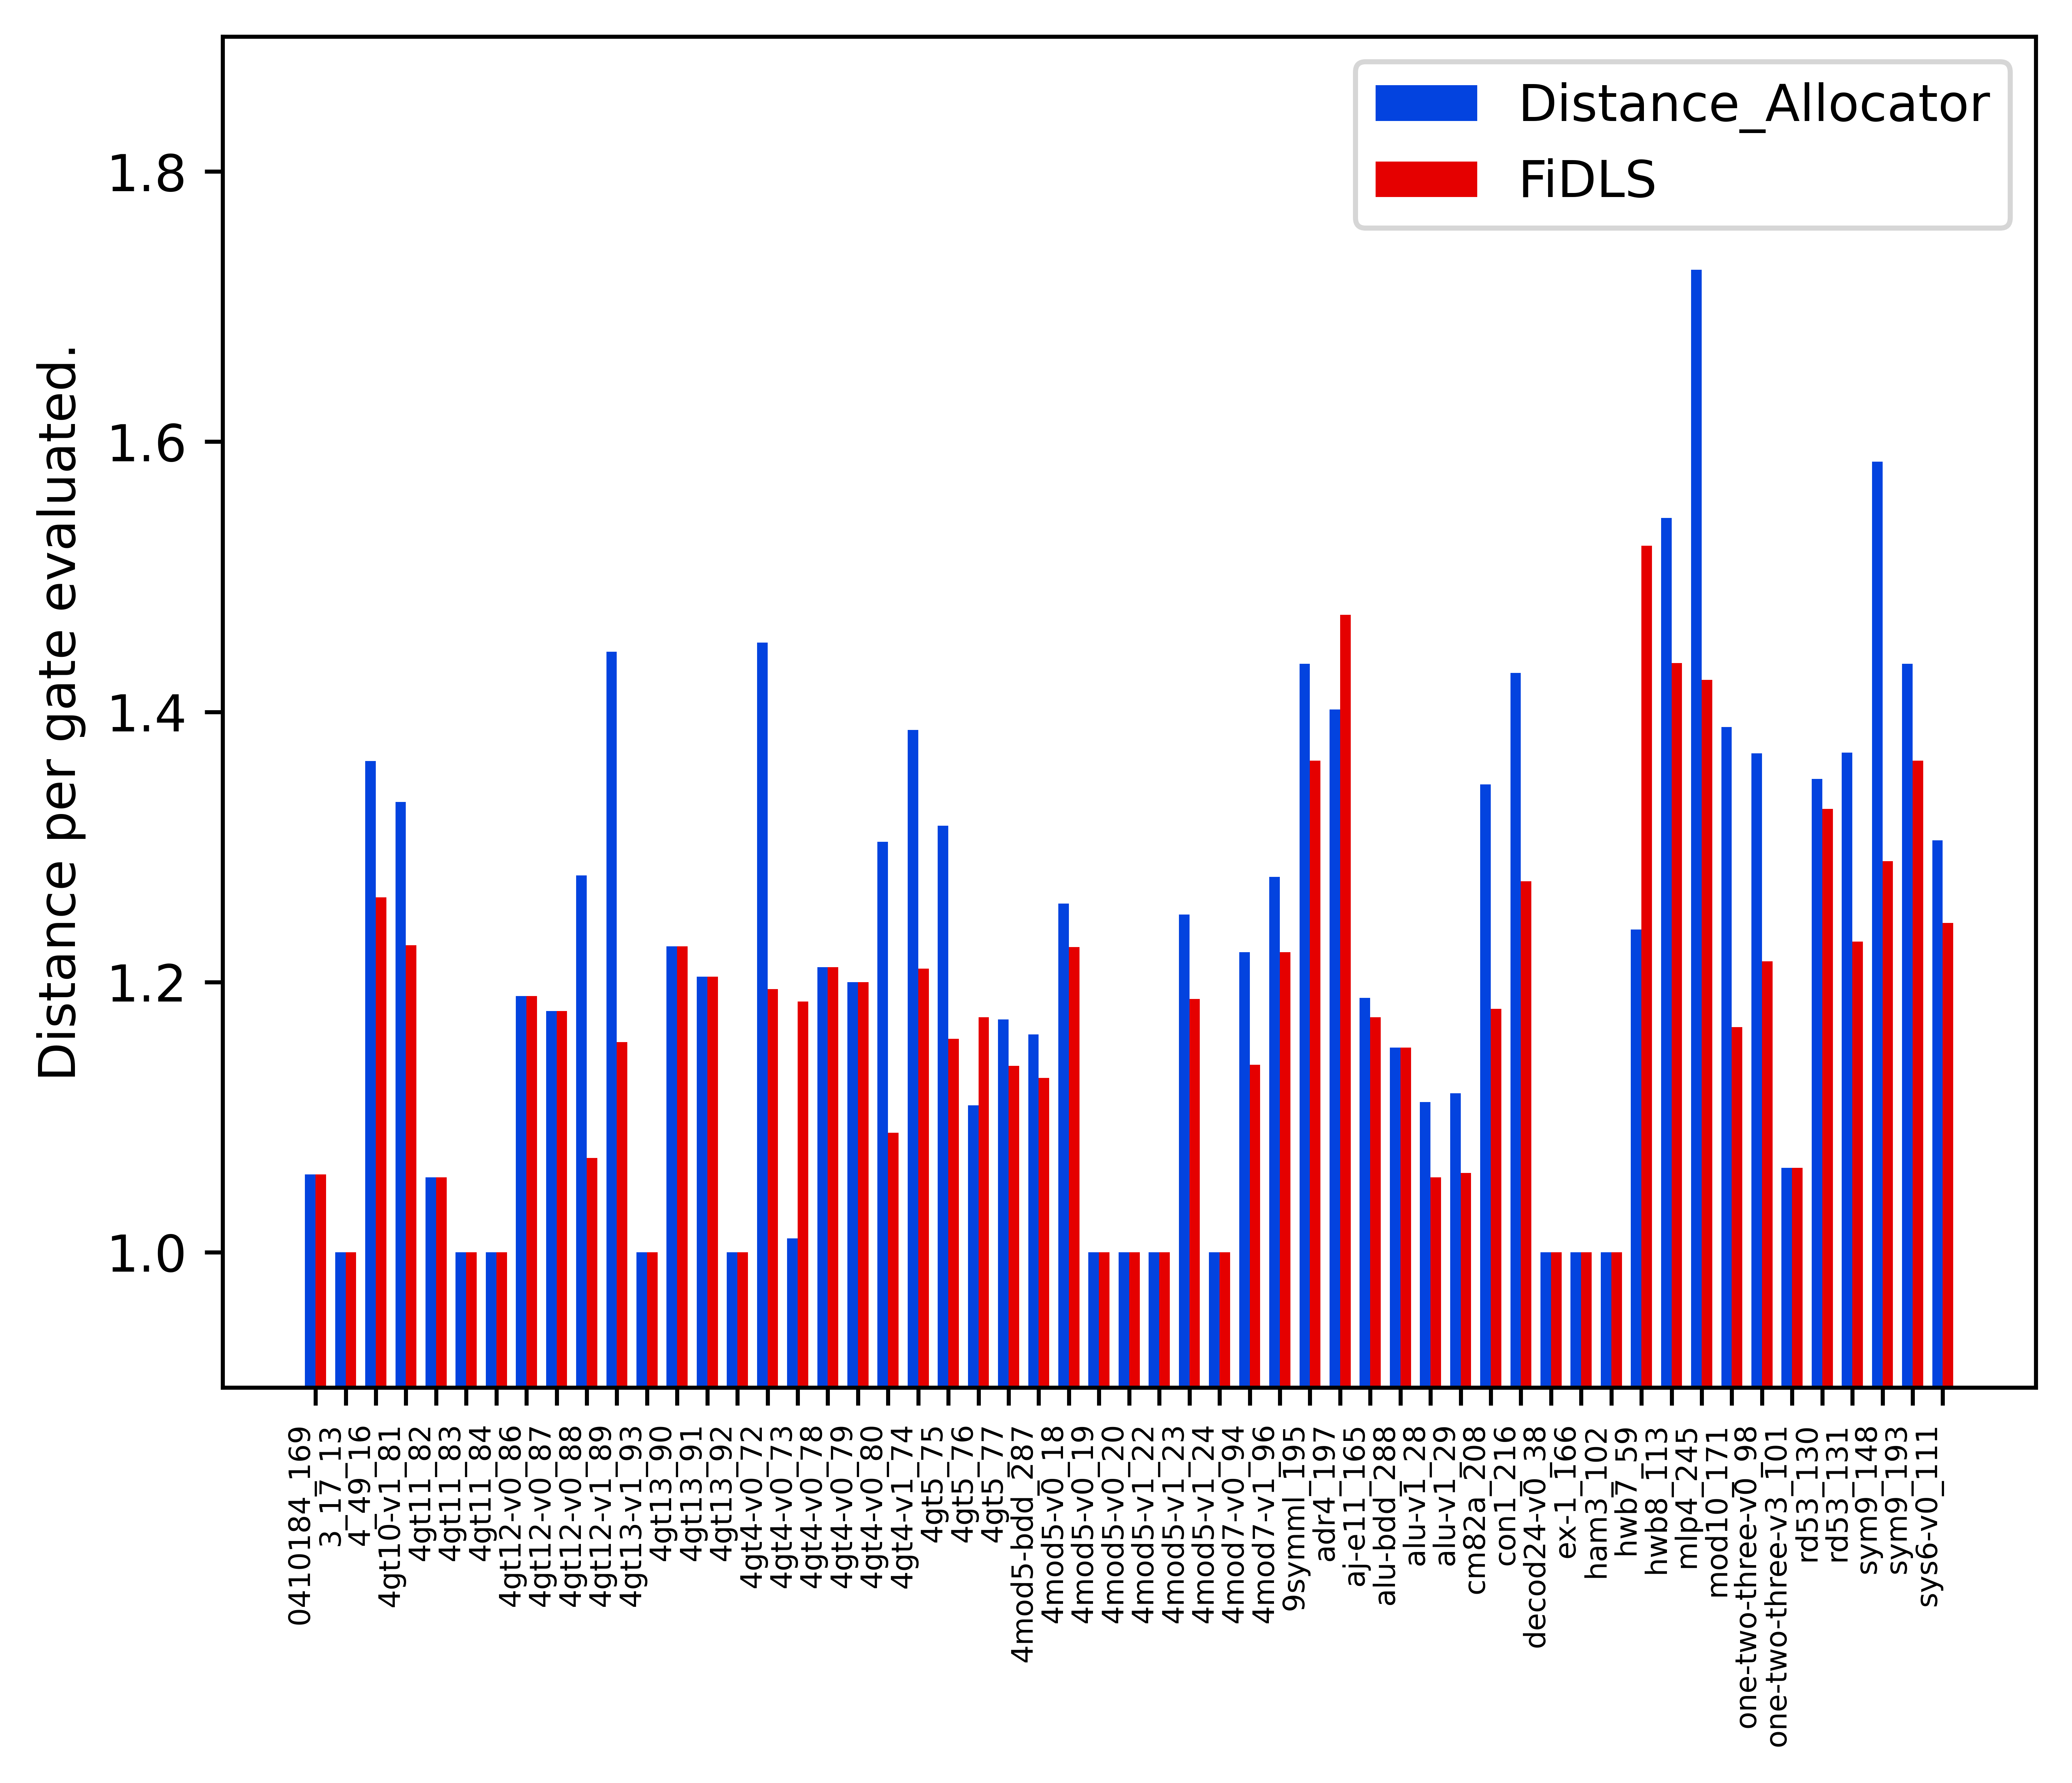 Distance_Allocator
FiDLS
Distance per gate evaluated.
1.8
1.6
1.4
1.2
1.0
0410184_169
3_17_13
4_49_16
4gt10-v1_81
4gt11_82
4gt11_83
4gt11_84
4gt12-v0_86
4gt12-v0_87
4gt12-v0_88
4gt12-v1_89
4gt13-v1_93
4gt13_90
4gt13_91
4gt13_92
4gt4-v0_72
4gt4-v0_73
4gt4-v0_78
4gt4-v0_79
4gt4-v0_80
4gt4-v1_74
4gt5_75
4gt5_76
4gt5_77
4mod5-bdd_287
4mod5-v0_18
4mod5-v0_19
4mod5-v0_20
4mod5-v1_22
4mod5-v1_23
4mod5-v1_24
4mod7-v0_94
4mod7-v1_96
9symml_195
adr4_197
aj-e11_165
alu-bdd_288
alu-v1_28
alu-v1_29
cm82a_208
con1_216
decod24-v0_38
ex-1_166
ham3_102
hwb7_59
hwb8_113
mlp4_245
mod10_171
one-two-three-v0_98
one-two-three-v3_101
rd53_130
rd53_131
sym9_148
sym9_193
sys6-v0_111